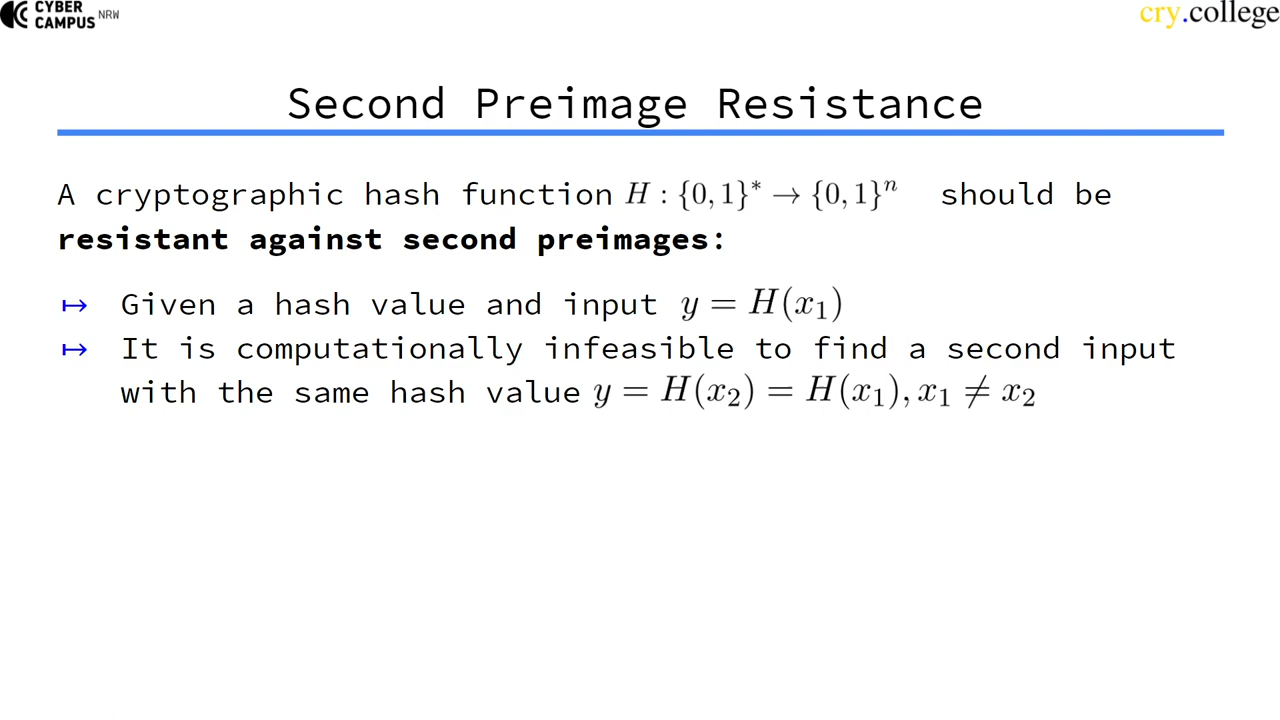 CYBER
CAMPUS NRW
cry.college
Second Preimage Resistance
A cryptographic hash function H : {0, 1}* → {0, 1}ⁿ should be
resistant against second preimages:
↦ Given a hash value and input y = H(x₁)
↦ It is computationally infeasible to find a second input
with the same hash value y = H(x₂) = H(x₁), x₁ ≠ x₂